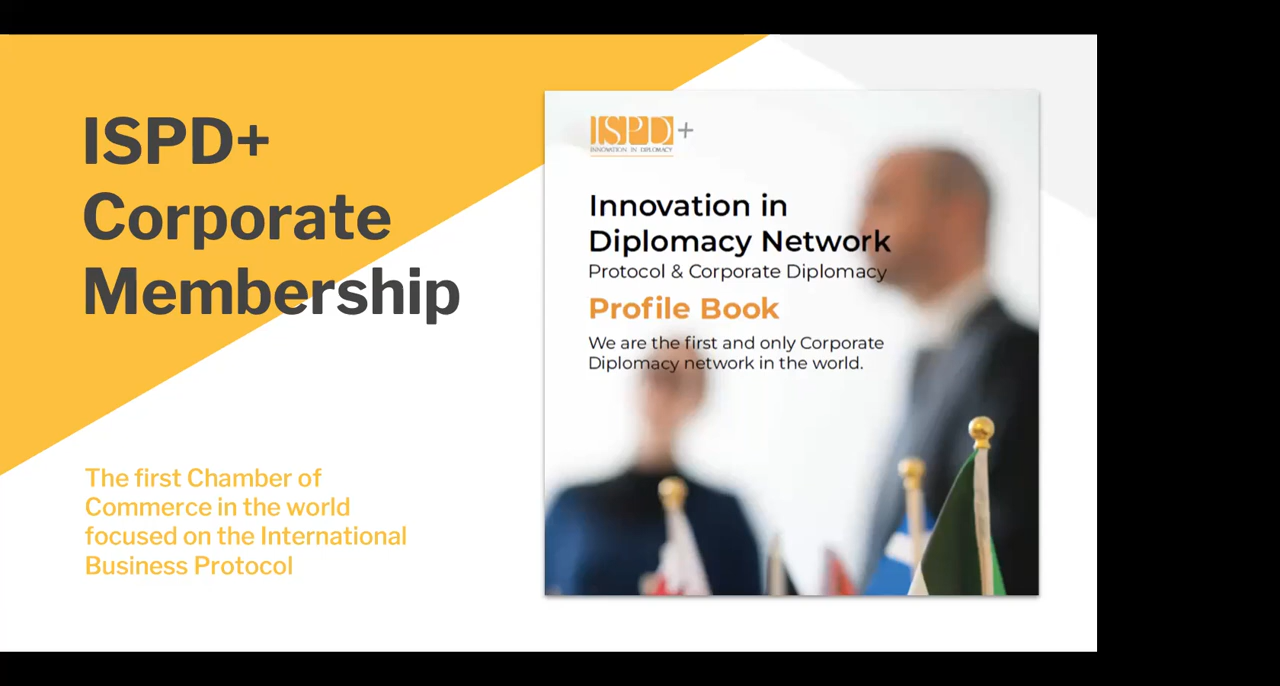 ISPD+
Corporate
Membership
The first Chamber of
Commerce in the world
focused on the International
Business Protocol
ISPD+
INNOVATION IN DIPLOMACY
Innovation in
Diplomacy Network
Protocol & Corporate Diplomacy
Profile Book
We are the first and only Corporate
Diplomacy network in the world.